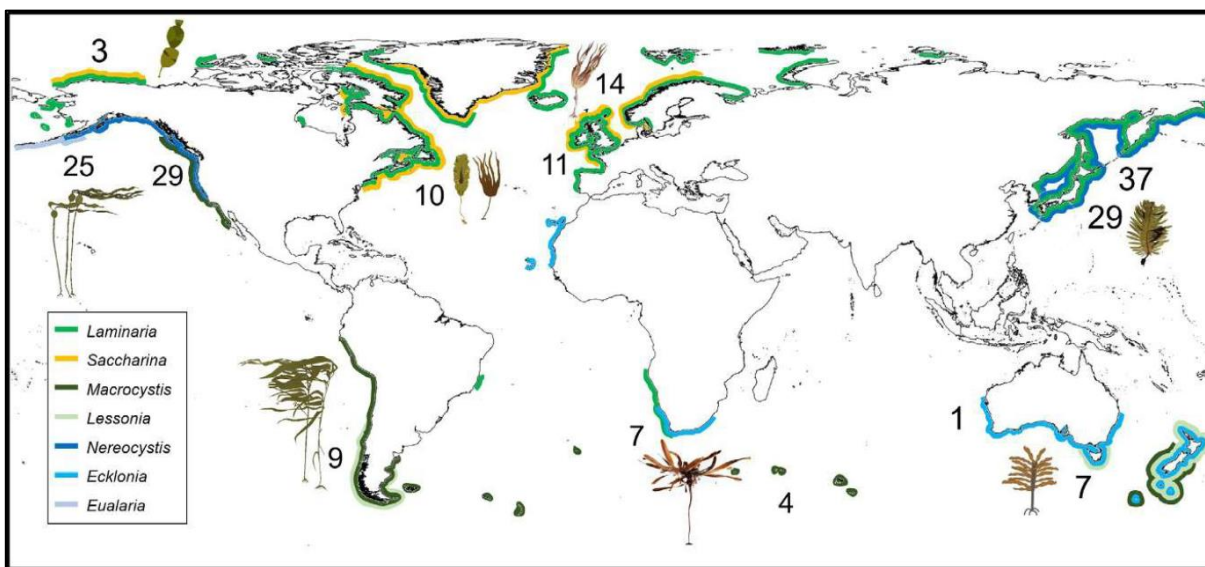 3
14
11
10
25
29
37
29
Laminaria
Saccharina
Macrocystis
Lessonia
Nereocystis
Ecklonia
Eualaria
9
7
4
1
7